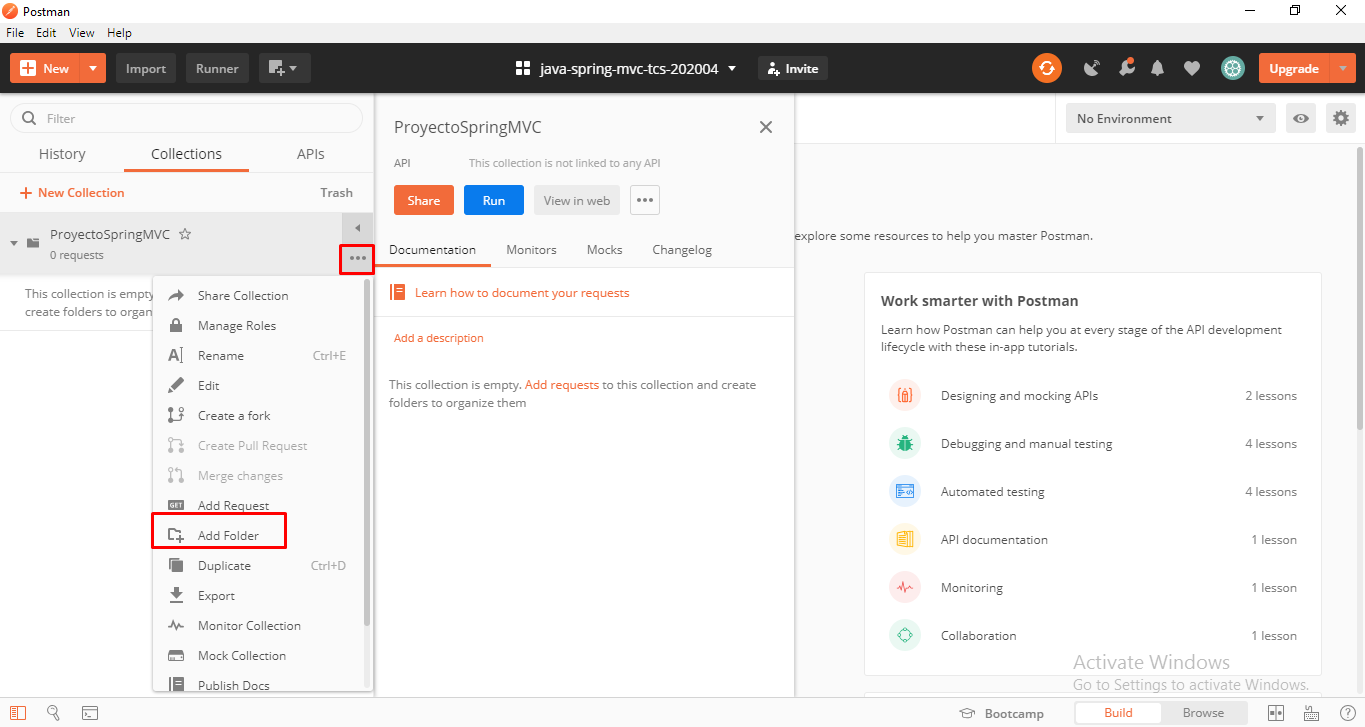 Postman
File Edit View Help
New
Import
Runner
java-spring-mvc-tcs-202004
Invite
Upgrade
Filter
History
Collections
APIs
New Collection
Trash
ProyectoSpringMVC
0 requests
This collection is empty
create folders to organ
Share Collection
Manage Roles
Rename Ctrl+E
Edit
Create a fork
Create Pull Request
Merge changes
GET Add Request
Add Folder
Duplicate Ctrl+D
Export
Monitor Collection
Mock Collection
Publish Docs
ProyectoSpringMVC
API This collection is not linked to any API
Share
Run
View in web
Documentation
Monitors
Mocks
Changelog
Learn how to document your requests
Add a description
This collection is empty. Add requests to this collection and create
folders to organize them
No Environment
explore some resources to help you master Postman.
Work smarter with Postman
Learn how Postman can help you at every stage of the API development
lifecycle with these in-app tutorials.
Designing and mocking APIs 2 lessons
Debugging and manual testing 4 lessons
Automated testing 4 lessons
API documentation 1 lesson
Monitoring 1 lesson
Collaboration 1 lesson
Activate Windows
Go to Settings to activate Windows.
Bootcamp
Build
Browse